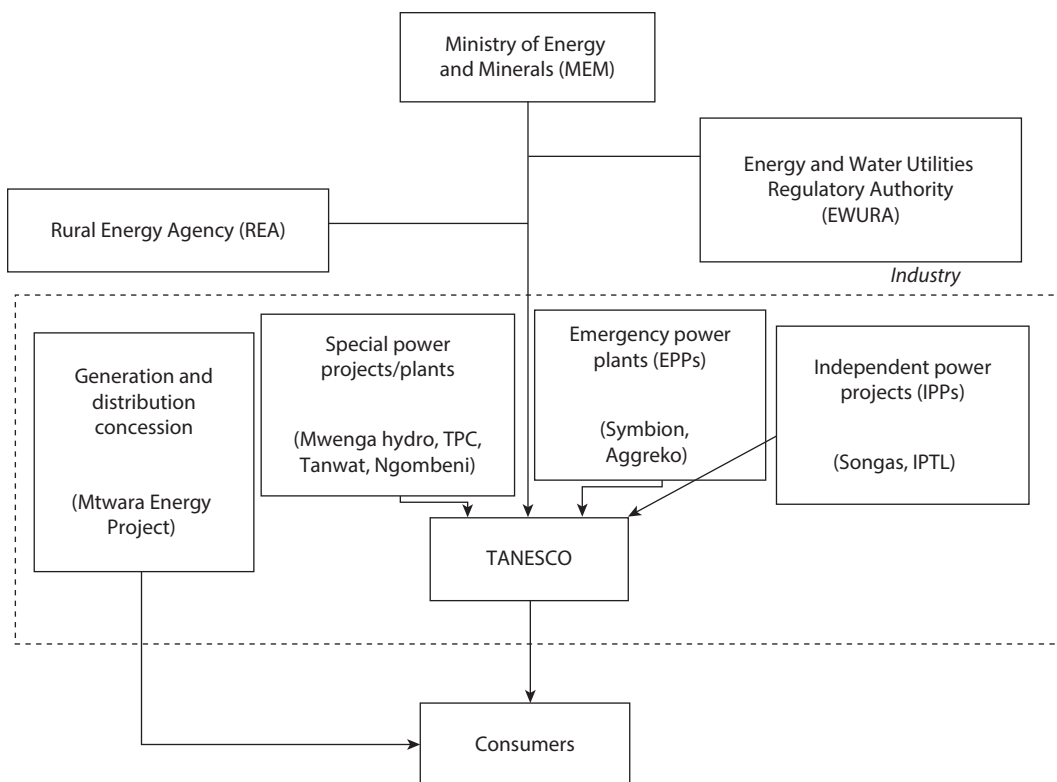 Ministry of Energy
and Minerals (MEM)
Energy and Water Utilities
Regulatory Authority
(EWURA)
Rural Energy Agency (REA)
Industry
Generation and
distribution
concession
(Mtwara Energy
Project)
Special power
projects/plants
(Mwenga hydro, TPC,
Tanwat, Ngombeni)
Emergency power
plants (EPPs)
(Symbion,
Aggreko)
Independent power
projects (IPPs)
(Songas, IPTL)
TANESCO
Consumers